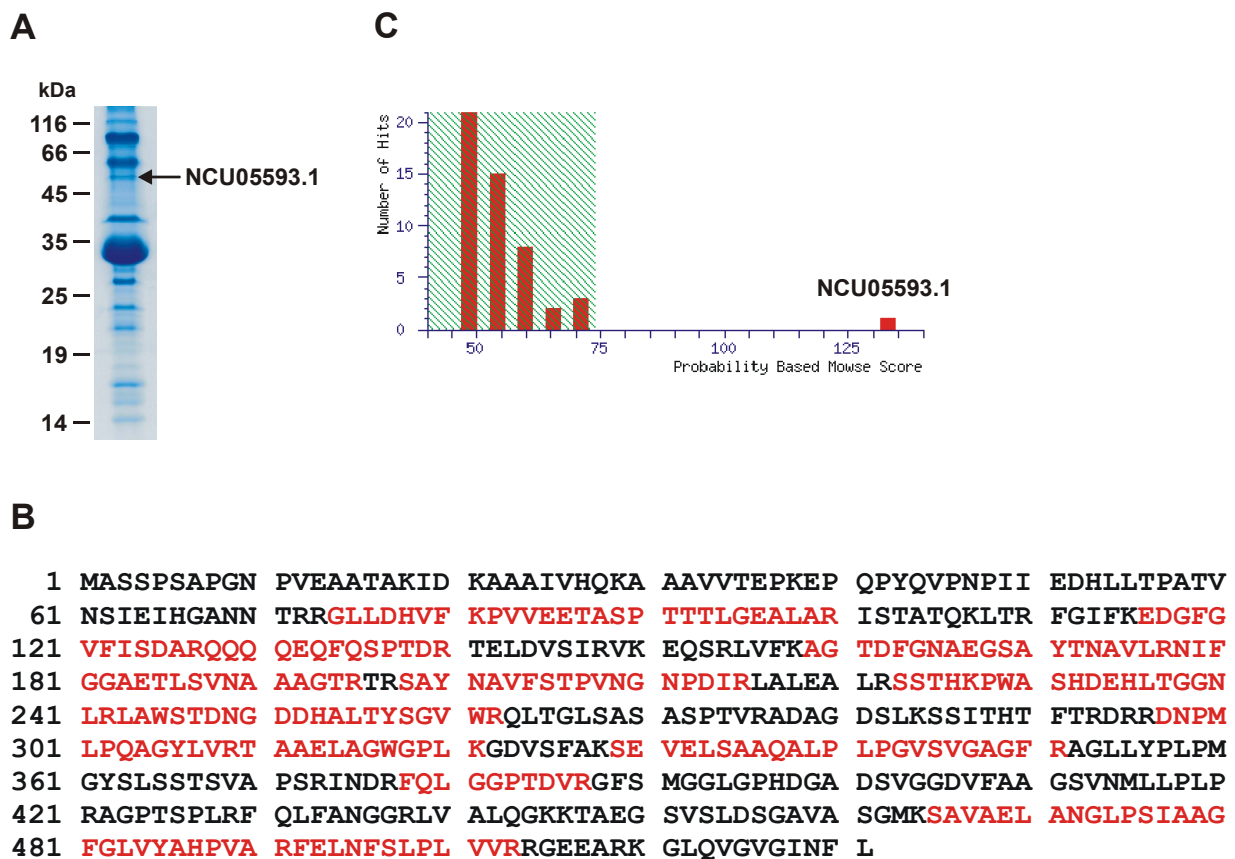 A
kDa
116
66
45
35
25
19
14
NCU05593.1
C
Number of Hits
20
15
10
5
0
50 75 100 125
Probability Based Mowse Score
NCU05593.1
B
1 MASSPSAPGN PVEAATAKID KAAAIVHQKA AAVVTEPKEP QPYQVPNPII EDHLLTPATV
61 NSIEIHGANN TRRGLLDHVF KPVVEETASP TTTLGEALAR ISTATQKLTR FGIFKEDGFG
121 VFISDARQQQ QEQFQSPTDR TELDVSIRVK EQSRLVFKAG TDFGNAEGSA YTNAVLRNIF
181 GGAETLSVNA AAGTRTRSAY NAVFSTPVNG NPDIRLALEA LRSSTHKPWA SHDEHLTGGN
241 LRLAWSTDNG DDHALTYSGV WRQLTGLSAS ASPTVRADAG DSLKSSITHT FTRDRRDNPM
301 LPQAGYLVRT AAELAGWGPL KGDVSFAKSE VELSAAQALP LPGVSVGAGF RAGLLYPLPM
361 GYSLSSTSVA PSRINDRFQL GGPTDVRGFS MGGLGPHDGA DSVGGDVFAA GSVNMLLPLP
421 RAGPTSPLRF QLFANGGRLV ALQGKKTAEG SVSLDSGAVA SGMKSAVAEL ANGLPSIAAG
481 FGLVYAHPVA RFELNFSLPL VVRRGEEARK GLQVGVGINF L